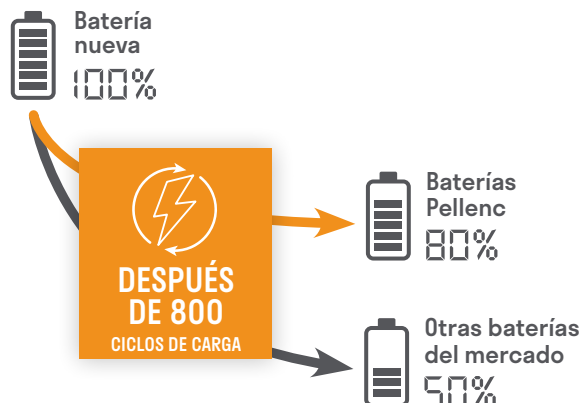 Batería
nueva
100%
DESPUÉS
DE 800
CICLOS DE CARGA
Baterías
Pellenc
80%
Otras baterías
del mercado
50%